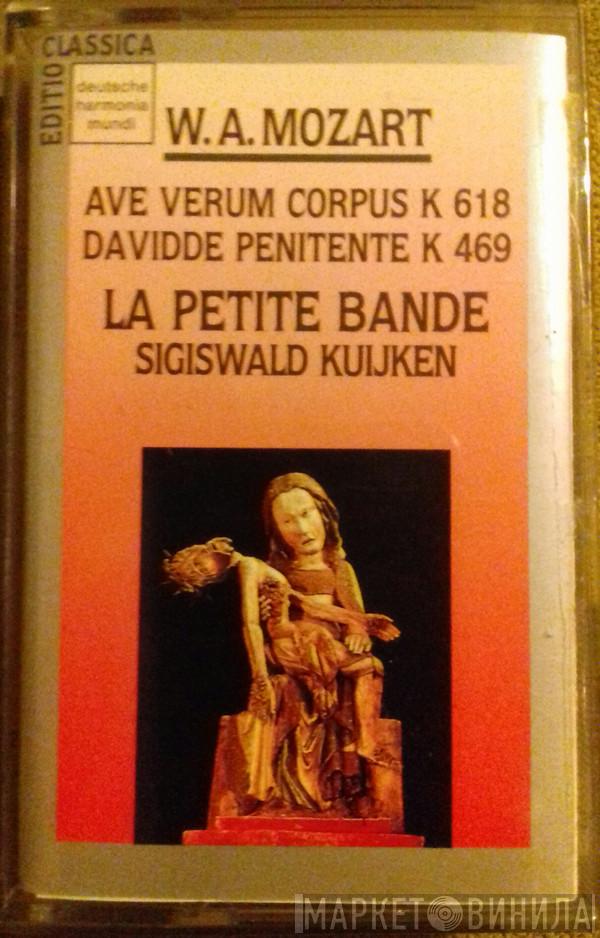 EDITIO CLASSICA
deutsche
harmonia
mundi
W. A. MOZART
AVE VERUM CORPUS K 618
DAVIDDE PENITENTE K 469
LA PETITE BANDE
SIGISWALD KUIJKEN
МАРКЕТ ВИНИЛА